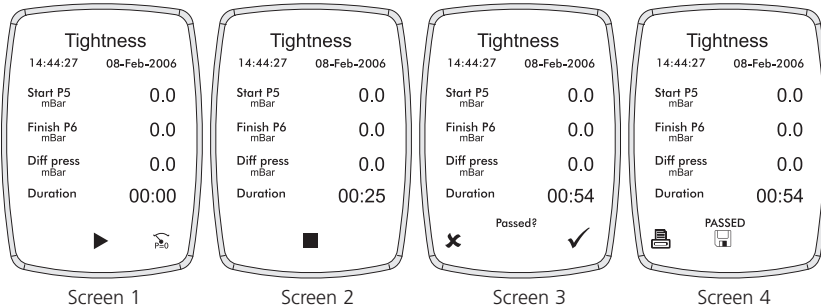 Tightness
14:44:27 08-Feb-2006
Start P5 0.0
mBar
Finish P6 0.0
mBar
Diff press 0.0
mBar
Duration 00:00
P=0
Screen 1
Tightness
14:44:27 08-Feb-2006
Start P5 0.0
mBar
Finish P6 0.0
mBar
Diff press 0.0
mBar
Duration 00:25
Screen 2
Tightness
14:44:27 08-Feb-2006
Start P5 0.0
mBar
Finish P6 0.0
mBar
Diff press 0.0
mBar
Duration 00:54
Passed?
Screen 3
Tightness
14:44:27 08-Feb-2006
Start P5 0.0
mBar
Finish P6 0.0
mBar
Diff press 0.0
mBar
Duration 00:54
PASSED
Screen 4